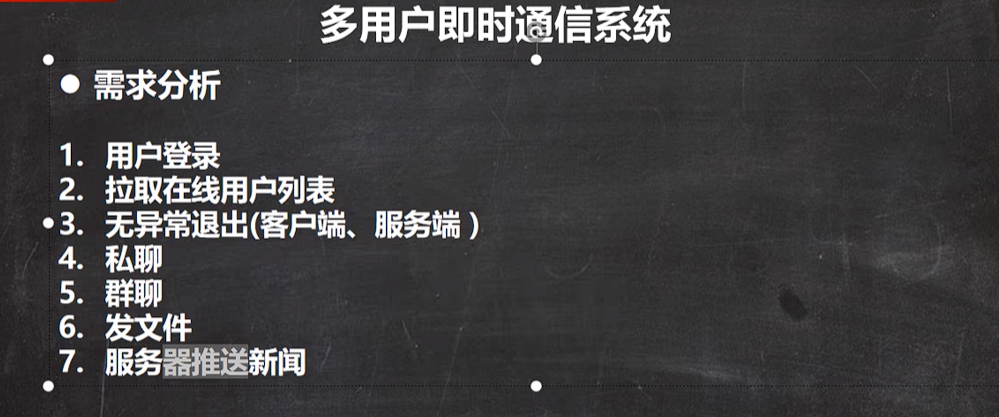 多用户即时通信系统
● 需求分析
1. 用户登录
2. 拉取在线用户列表
3. 无异常退出(客户端、服务端 )
4. 私聊
5. 群聊
6. 发文件
7. 服务器推送新闻